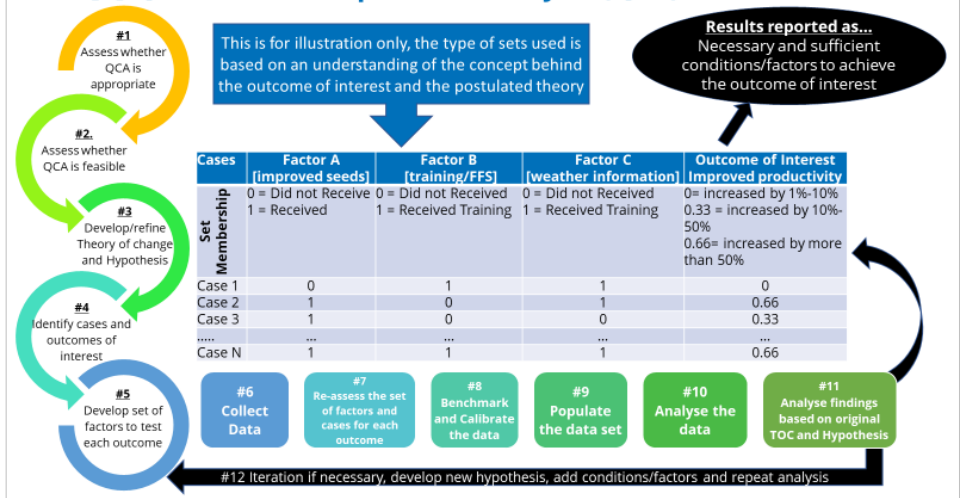 #1
Assess whether
QCA is
appropriate
#2.
Assess whether
QCA is feasible
#3
Develop/refine
Theory of change
and Hypothesis
#4
Identify cases and
outcomes of
interest
#5
Develop set of
factors to test
each outcome
This is for illustration only, the type of sets used is
based on an understanding of the concept behind
the outcome of interest and the postulated theory
Results reported as...
Necessary and sufficient
conditions/factors to achieve
the outcome of interest
Cases Factor A Factor B Factor C Outcome of Interest
[improved seeds] [training/FFS] [weather information] Improved productivity
Set
Membership
0 = Did not Receive 0 = Did not Received 0 = Did not Received 0= increased by 1%-10%
1 = Received 1 = Received Training 1 = Received Training 0.33 = increased by 10%-
50%
0.66= increased by more
than 50%
Case 1 0 1 1 0
Case 2 1 0 1 0.66
Case 3 1 0 0 0.33
..... ... ... ... ...
Case N 1 1 1 0.66
#6
Collect
Data
#7
Re-assess the set
of factors and
cases for each
outcome
#8
Benchmark
and Calibrate
the data
#9
Populate
the data set
#10
Analyse the
data
#11
Analyse findings
based on original
TOC and Hypothesis
#12 Iteration if necessary, develop new hypothesis, add conditions/factors and repeat analysis